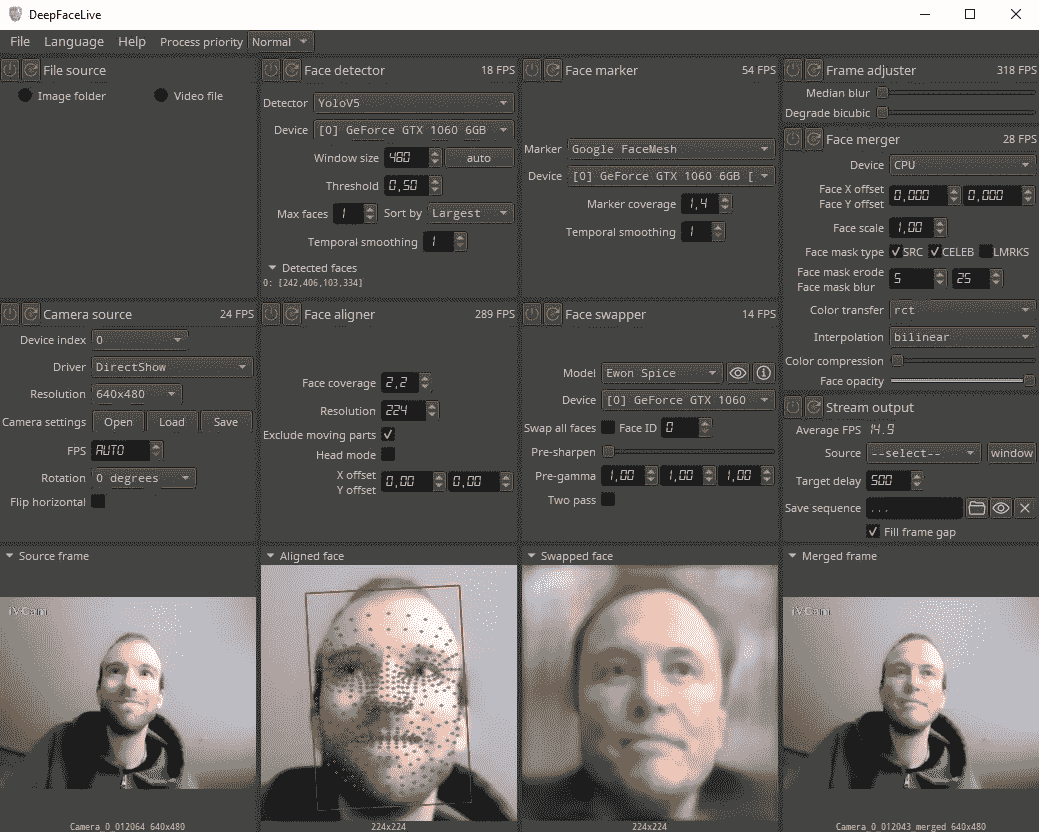 DeepFaceLive
File Language Help Process priority Normal
File source
Image folder Video file
Camera source 24 FPS
Device index 0
Driver DirectShow
Resolution 640x480
Camera settings Open Load Save
FPS AUTO
Rotation 0 degrees
Flip horizontal
Face detector 18 FPS
Detector YoloV5
Device [0] GeForce GTX 1060 6GB
Window size 480 auto
Threshold 0,50
Max faces 1 Sort by Largest
Temporal smoothing 1
Detected faces
0: [242,406,103,334]
Face aligner 289 FPS
Face coverage 2,2
Resolution 224
Exclude moving parts
Head mode
X offset
Y offset
0,00 0,00
Face marker 54 FPS
Marker Google FaceMesh
Device [0] GeForce GTX 1060 6GB [
Marker coverage 1,4
Temporal smoothing 1
Face swapper 14 FPS
Model Ewon Spice
Device [0] GeForce GTX 1060
Swap all faces Face ID 0
Pre-sharpen
Pre-gamma 1,00 1,00 1,00
Two pass
Frame adjuster 318 FPS
Median blur
Degrade bicubic
Face merger 28 FPS
Device CPU
Face X offset
Face Y offset
0,000 0,000
Face scale 1,00
Face mask type SRC CELEB LMRKS
Face mask erode
Face mask blur
5 25
Color transfer rct
Interpolation bilinear
Color compression
Face opacity
Stream output
Average FPS 14.9
Source --select-- window
Target delay 500
Save sequence ...
Fill frame gap
Source frame
iVCam
Camera_0_012064 640x480
Aligned face
224x224
Swapped face
224x224
Merged frame
iVCam
Camera_0_012043_merged 640x480